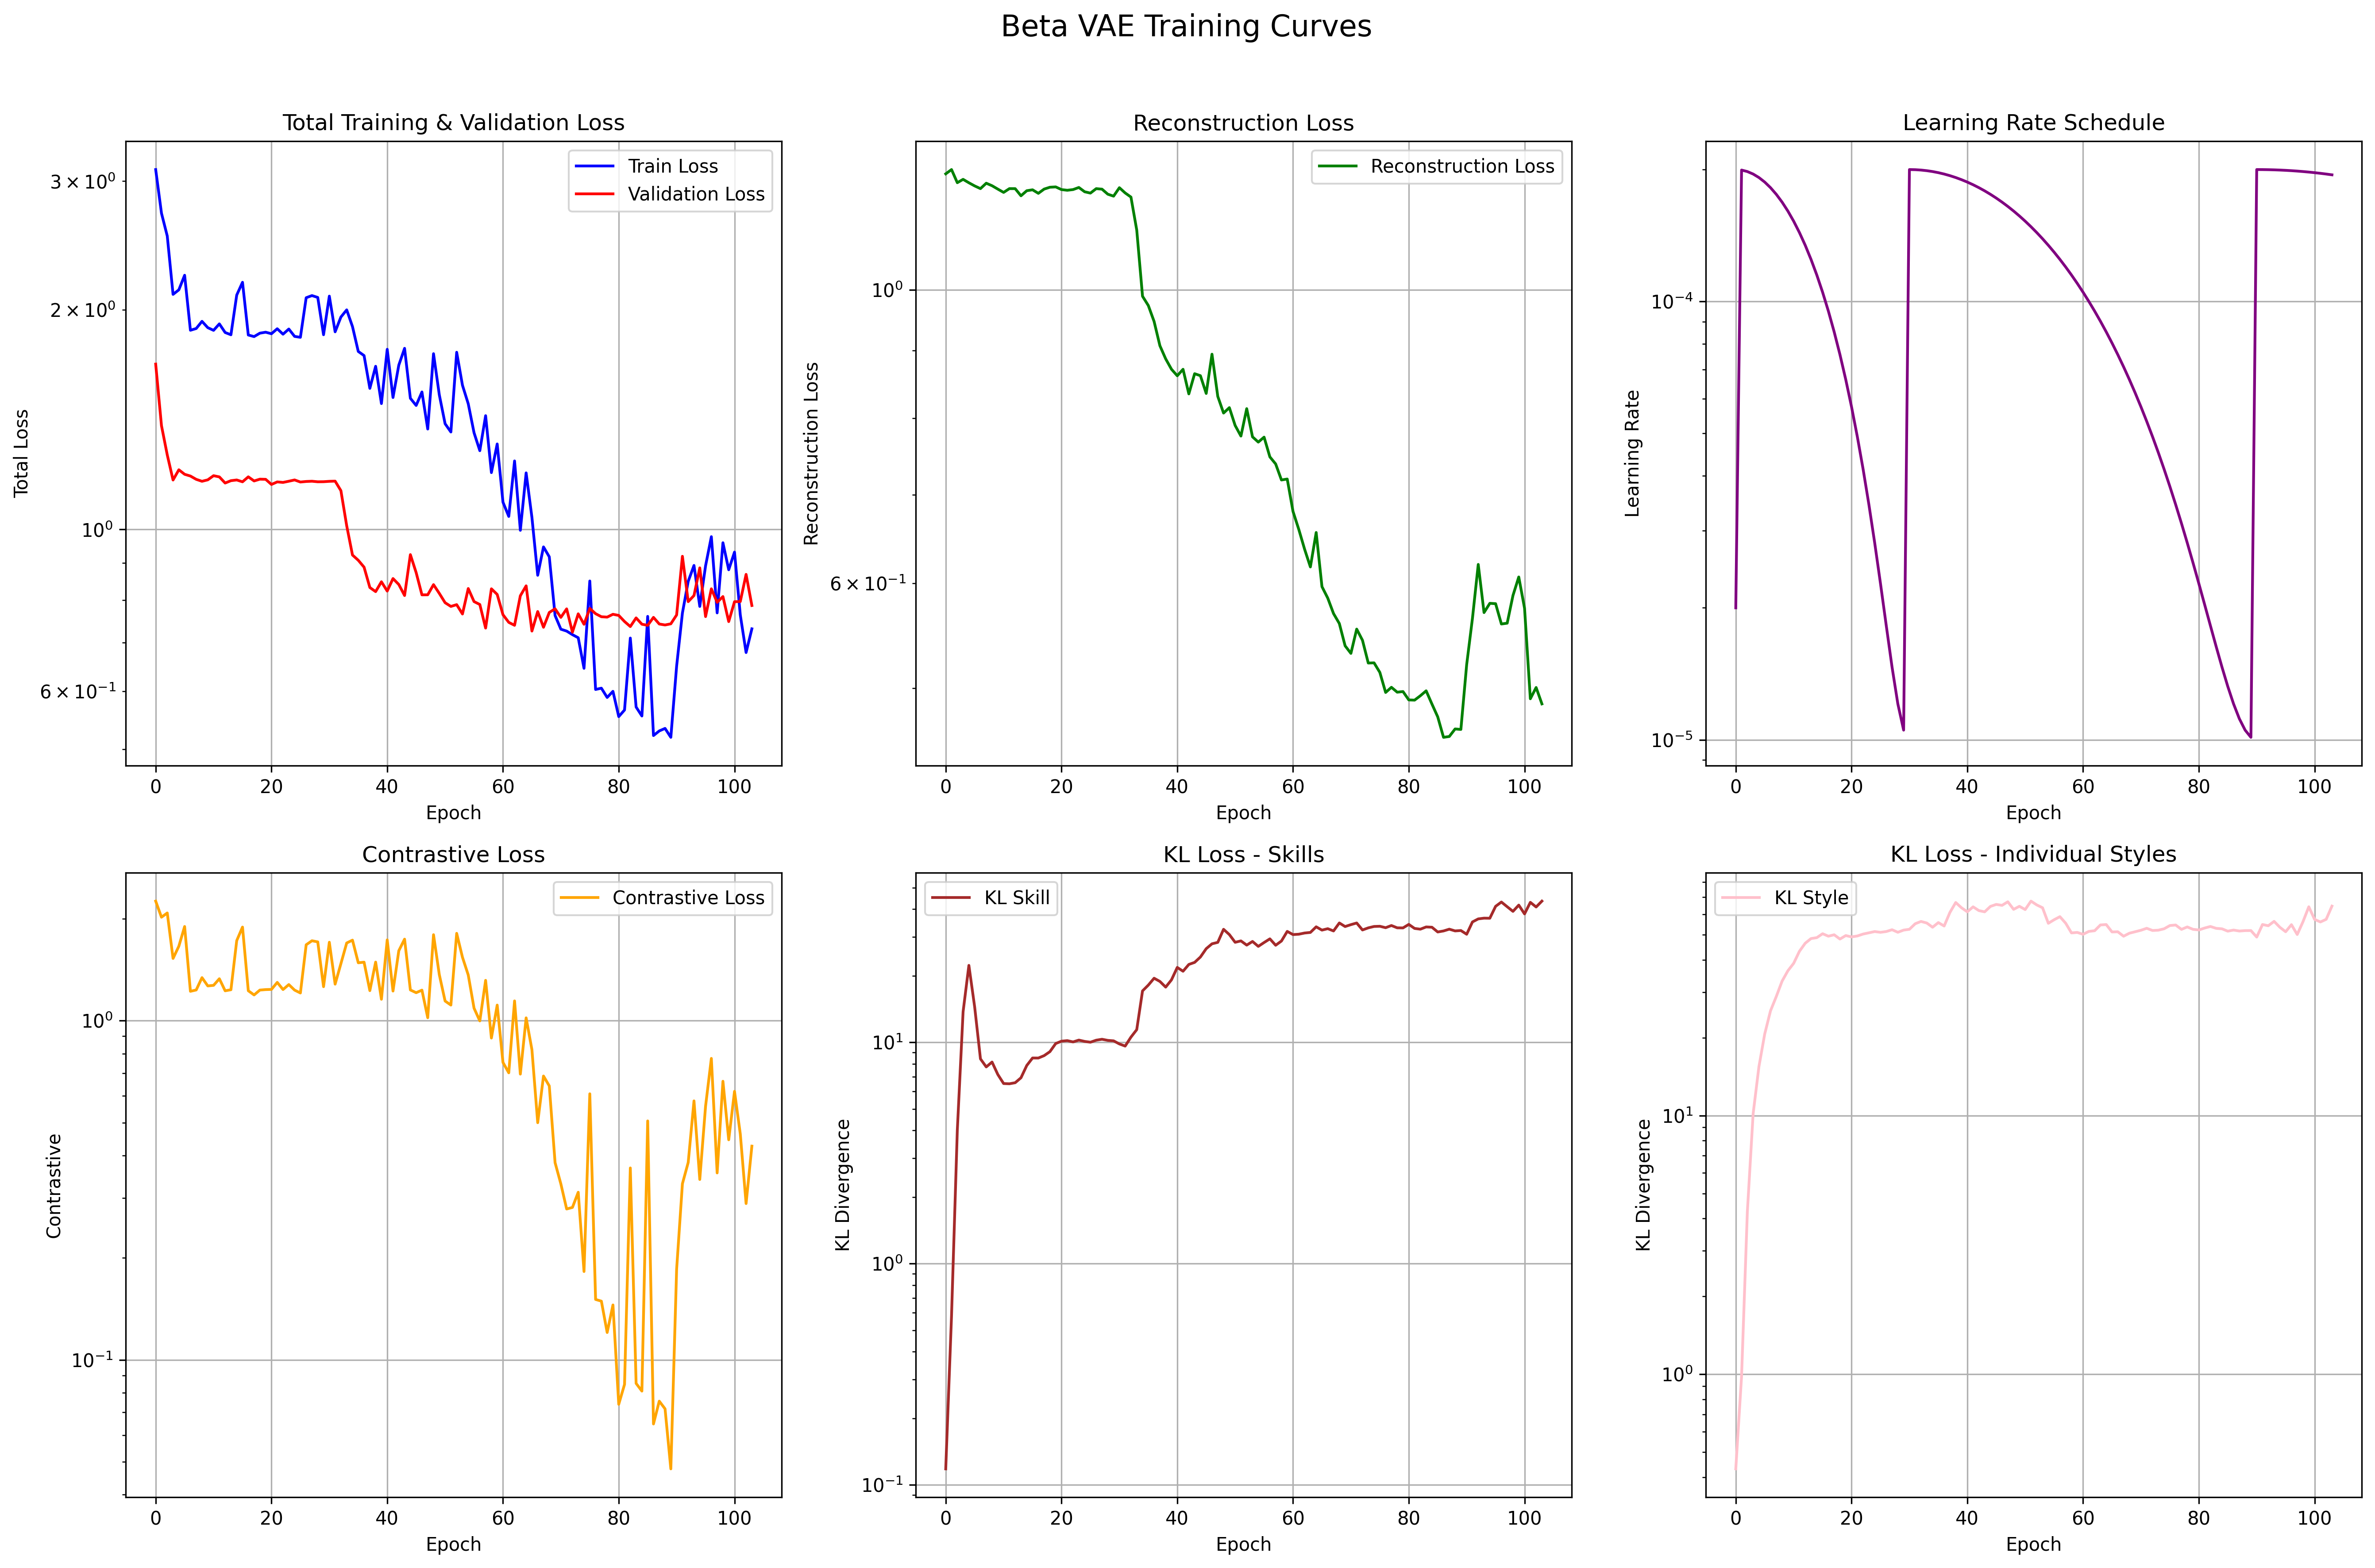 Beta VAE Training Curves
Total Training & Validation Loss
Total Loss
3 × 10⁰
2 × 10⁰
10⁰
6 × 10⁻¹
Train Loss
Validation Loss
0 20 40 60 80 100
Epoch
Reconstruction Loss
Reconstruction Loss
10⁰
6 × 10⁻¹
Reconstruction Loss
0 20 40 60 80 100
Epoch
Learning Rate Schedule
Learning Rate
10⁻⁴
10⁻⁵
0 20 40 60 80 100
Epoch
Contrastive Loss
Contrastive
10⁰
10⁻¹
Contrastive Loss
0 20 40 60 80 100
Epoch
KL Loss - Skills
KL Divergence
10¹
10⁰
10⁻¹
KL Skill
0 20 40 60 80 100
Epoch
KL Loss - Individual Styles
KL Divergence
10¹
10⁰
KL Style
0 20 40 60 80 100
Epoch